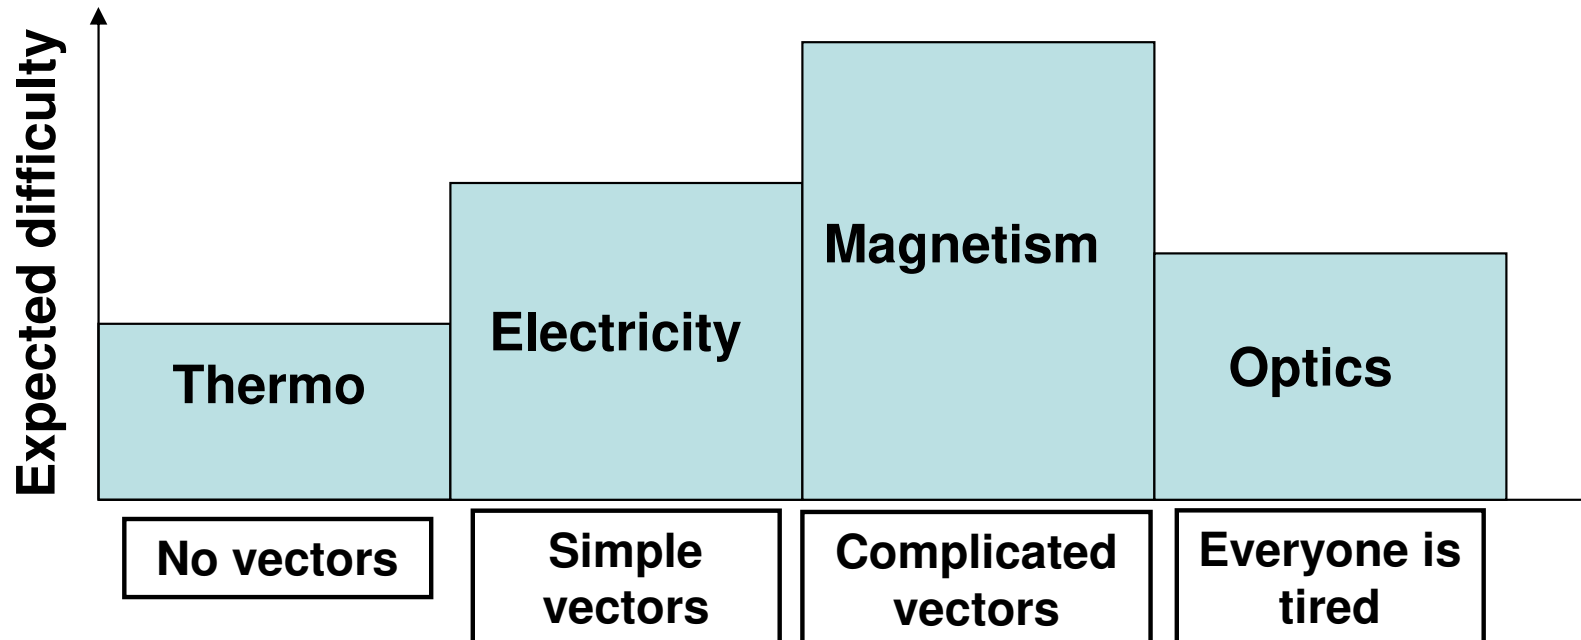 Expected difficulty
Thermo
Electricity
Magnetism
Optics
No vectors
Simple
vectors
Complicated
vectors
Everyone is
tired